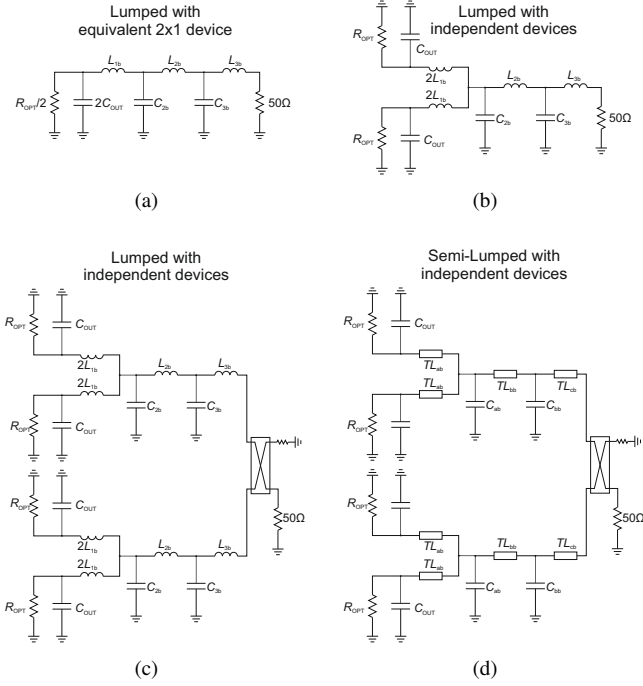 Lumped with
equivalent 2x1 device
L1b L2b L3b
ROPT/2 2COUT C2b C3b 50Ω
(a)
Lumped with
independent devices
ROPT COUT
2L1b L2b L3b
2L1b
ROPT COUT C2b C3b 50Ω
(b)
Lumped with
independent devices
ROPT COUT
2L1b L2b L3b
2L1b
ROPT COUT C2b C3b
ROPT COUT
50Ω
2L1b L2b L3b
2L1b
ROPT COUT C2b C3b
(c)
Semi-Lumped with
independent devices
ROPT COUT
TLab TLbb TLcb
TLab
ROPT Cab Cbb
ROPT
50Ω
TLab TLbb TLcb
TLab
ROPT COUT Cab Cbb
(d)